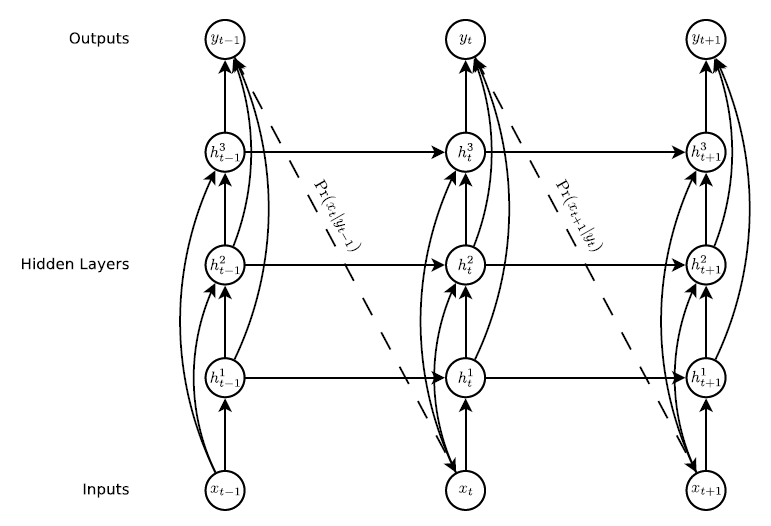 Outputs
y_{t−1} y_t y_{t+1}
h^3_{t−1} h^3_t h^3_{t+1}
Pr(x_t|y_{t−1}) Pr(x_{t+1}|y_t)
Hidden Layers
h^2_{t−1} h^2_t h^2_{t+1}
h^1_{t−1} h^1_t h^1_{t+1}
Inputs
x_{t−1} x_t x_{t+1}